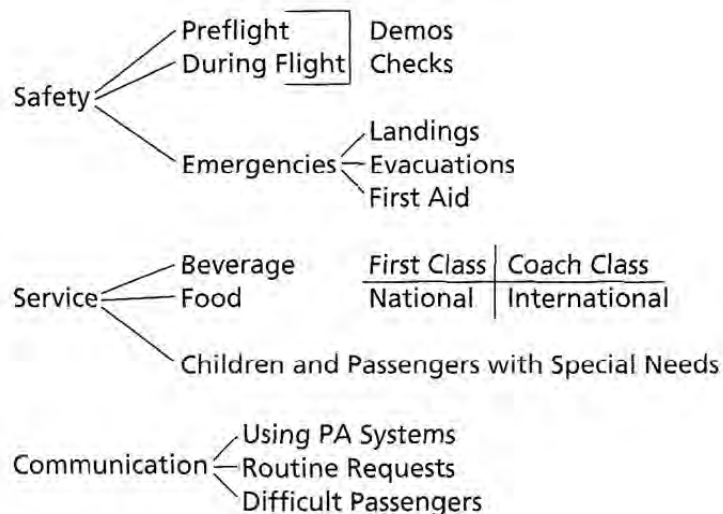 Preflight Demos
During Flight Checks
Safety
Landings
Emergencies Evacuations
First Aid
Beverage First Class Coach Class
Service Food National International
Children and Passengers with Special Needs
Using PA Systems
Communication Routine Requests
Difficult Passengers